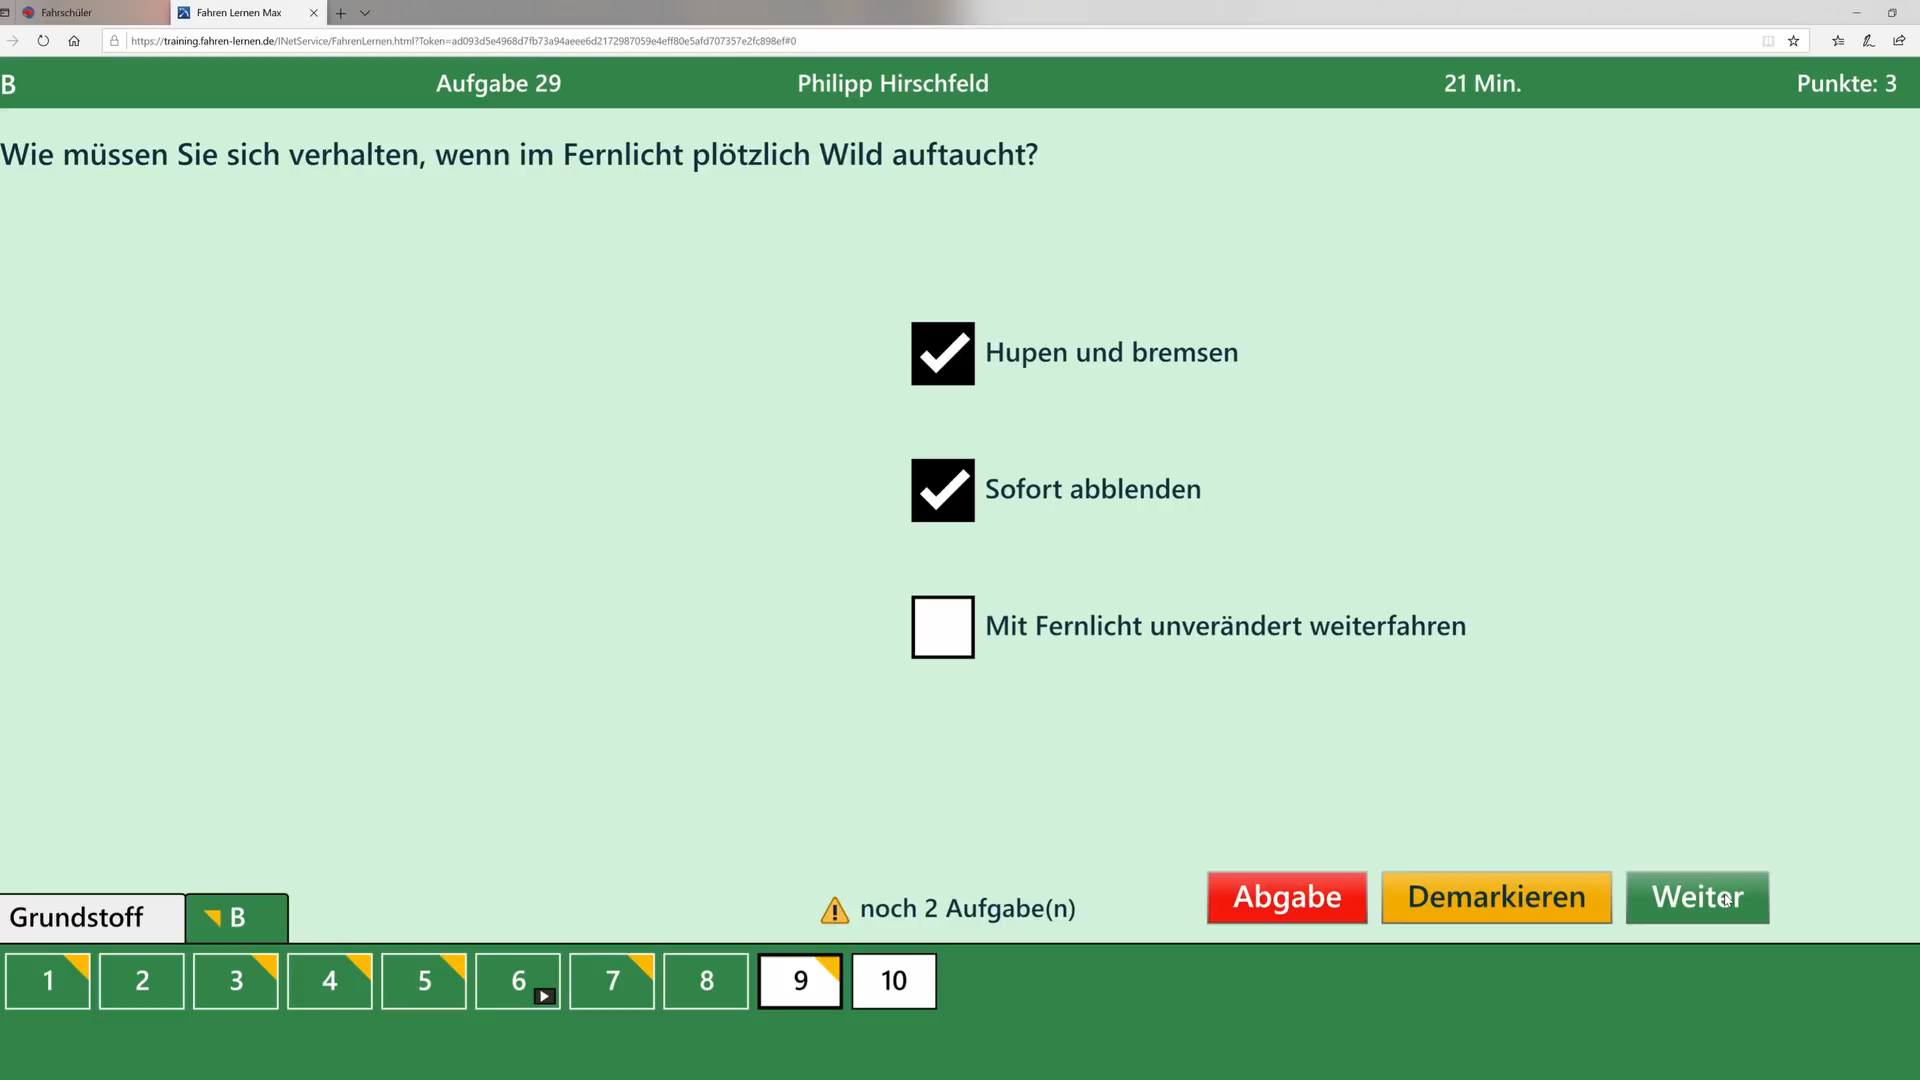 Fahrschüler
Fahren Lernen Max
https://training.fahren-lernen.de/INetService/FahrenLernen.html?Token=ad093d5e4968d7fb73a94aeee6d2172987059e4eff80e5afd707357e2fc898ef#0
B
Aufgabe 29
Philipp Hirschfeld
21 Min.
Punkte: 3
Wie müssen Sie sich verhalten, wenn im Fernlicht plötzlich Wild auftaucht?
Hupen und bremsen
Sofort abblenden
Mit Fernlicht unverändert weiterfahren
Grundstoff
B
noch 2 Aufgabe(n)
Abgabe
Demarkieren
Weiter
1
2
3
4
5
6
7
8
9
10